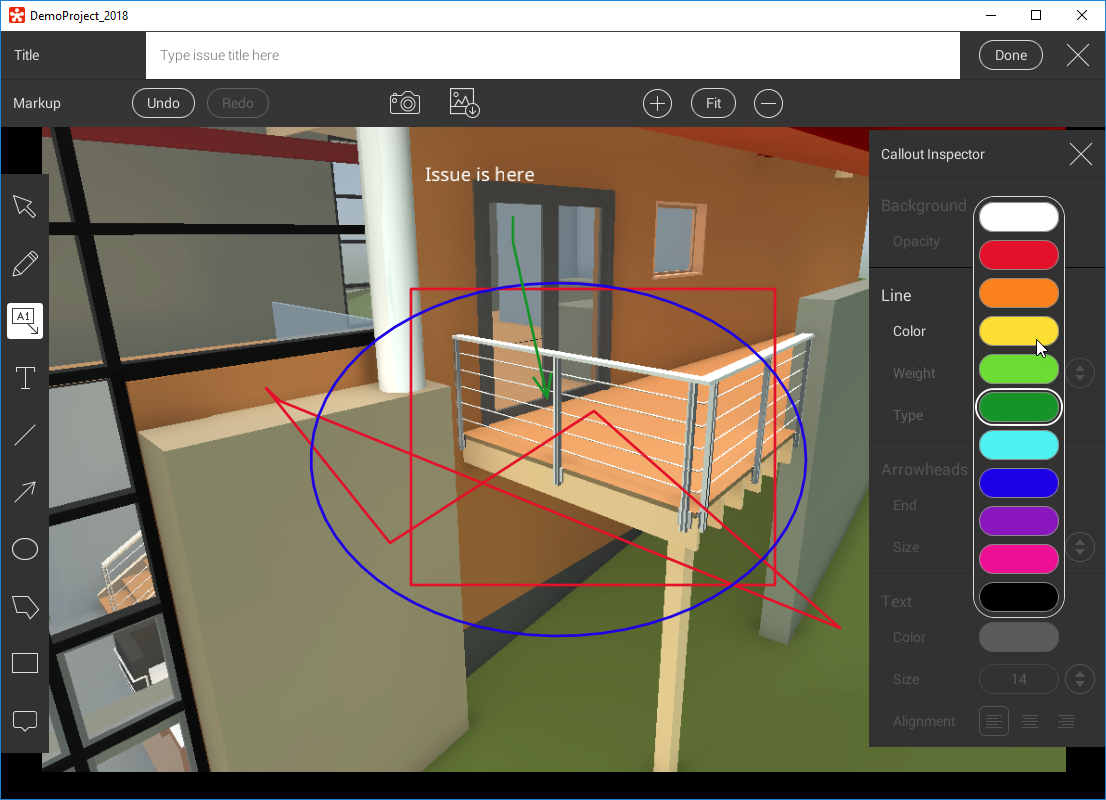 DemoProject_2018
Title
Type issue title here
Done
Markup
Undo
Redo
Fit
Callout Inspector
Issue is here
Background
Opacity
Line
A1
Color
Weight
T
Type
Arrowheads
End
Size
Text
Color
Size
14
Alignment